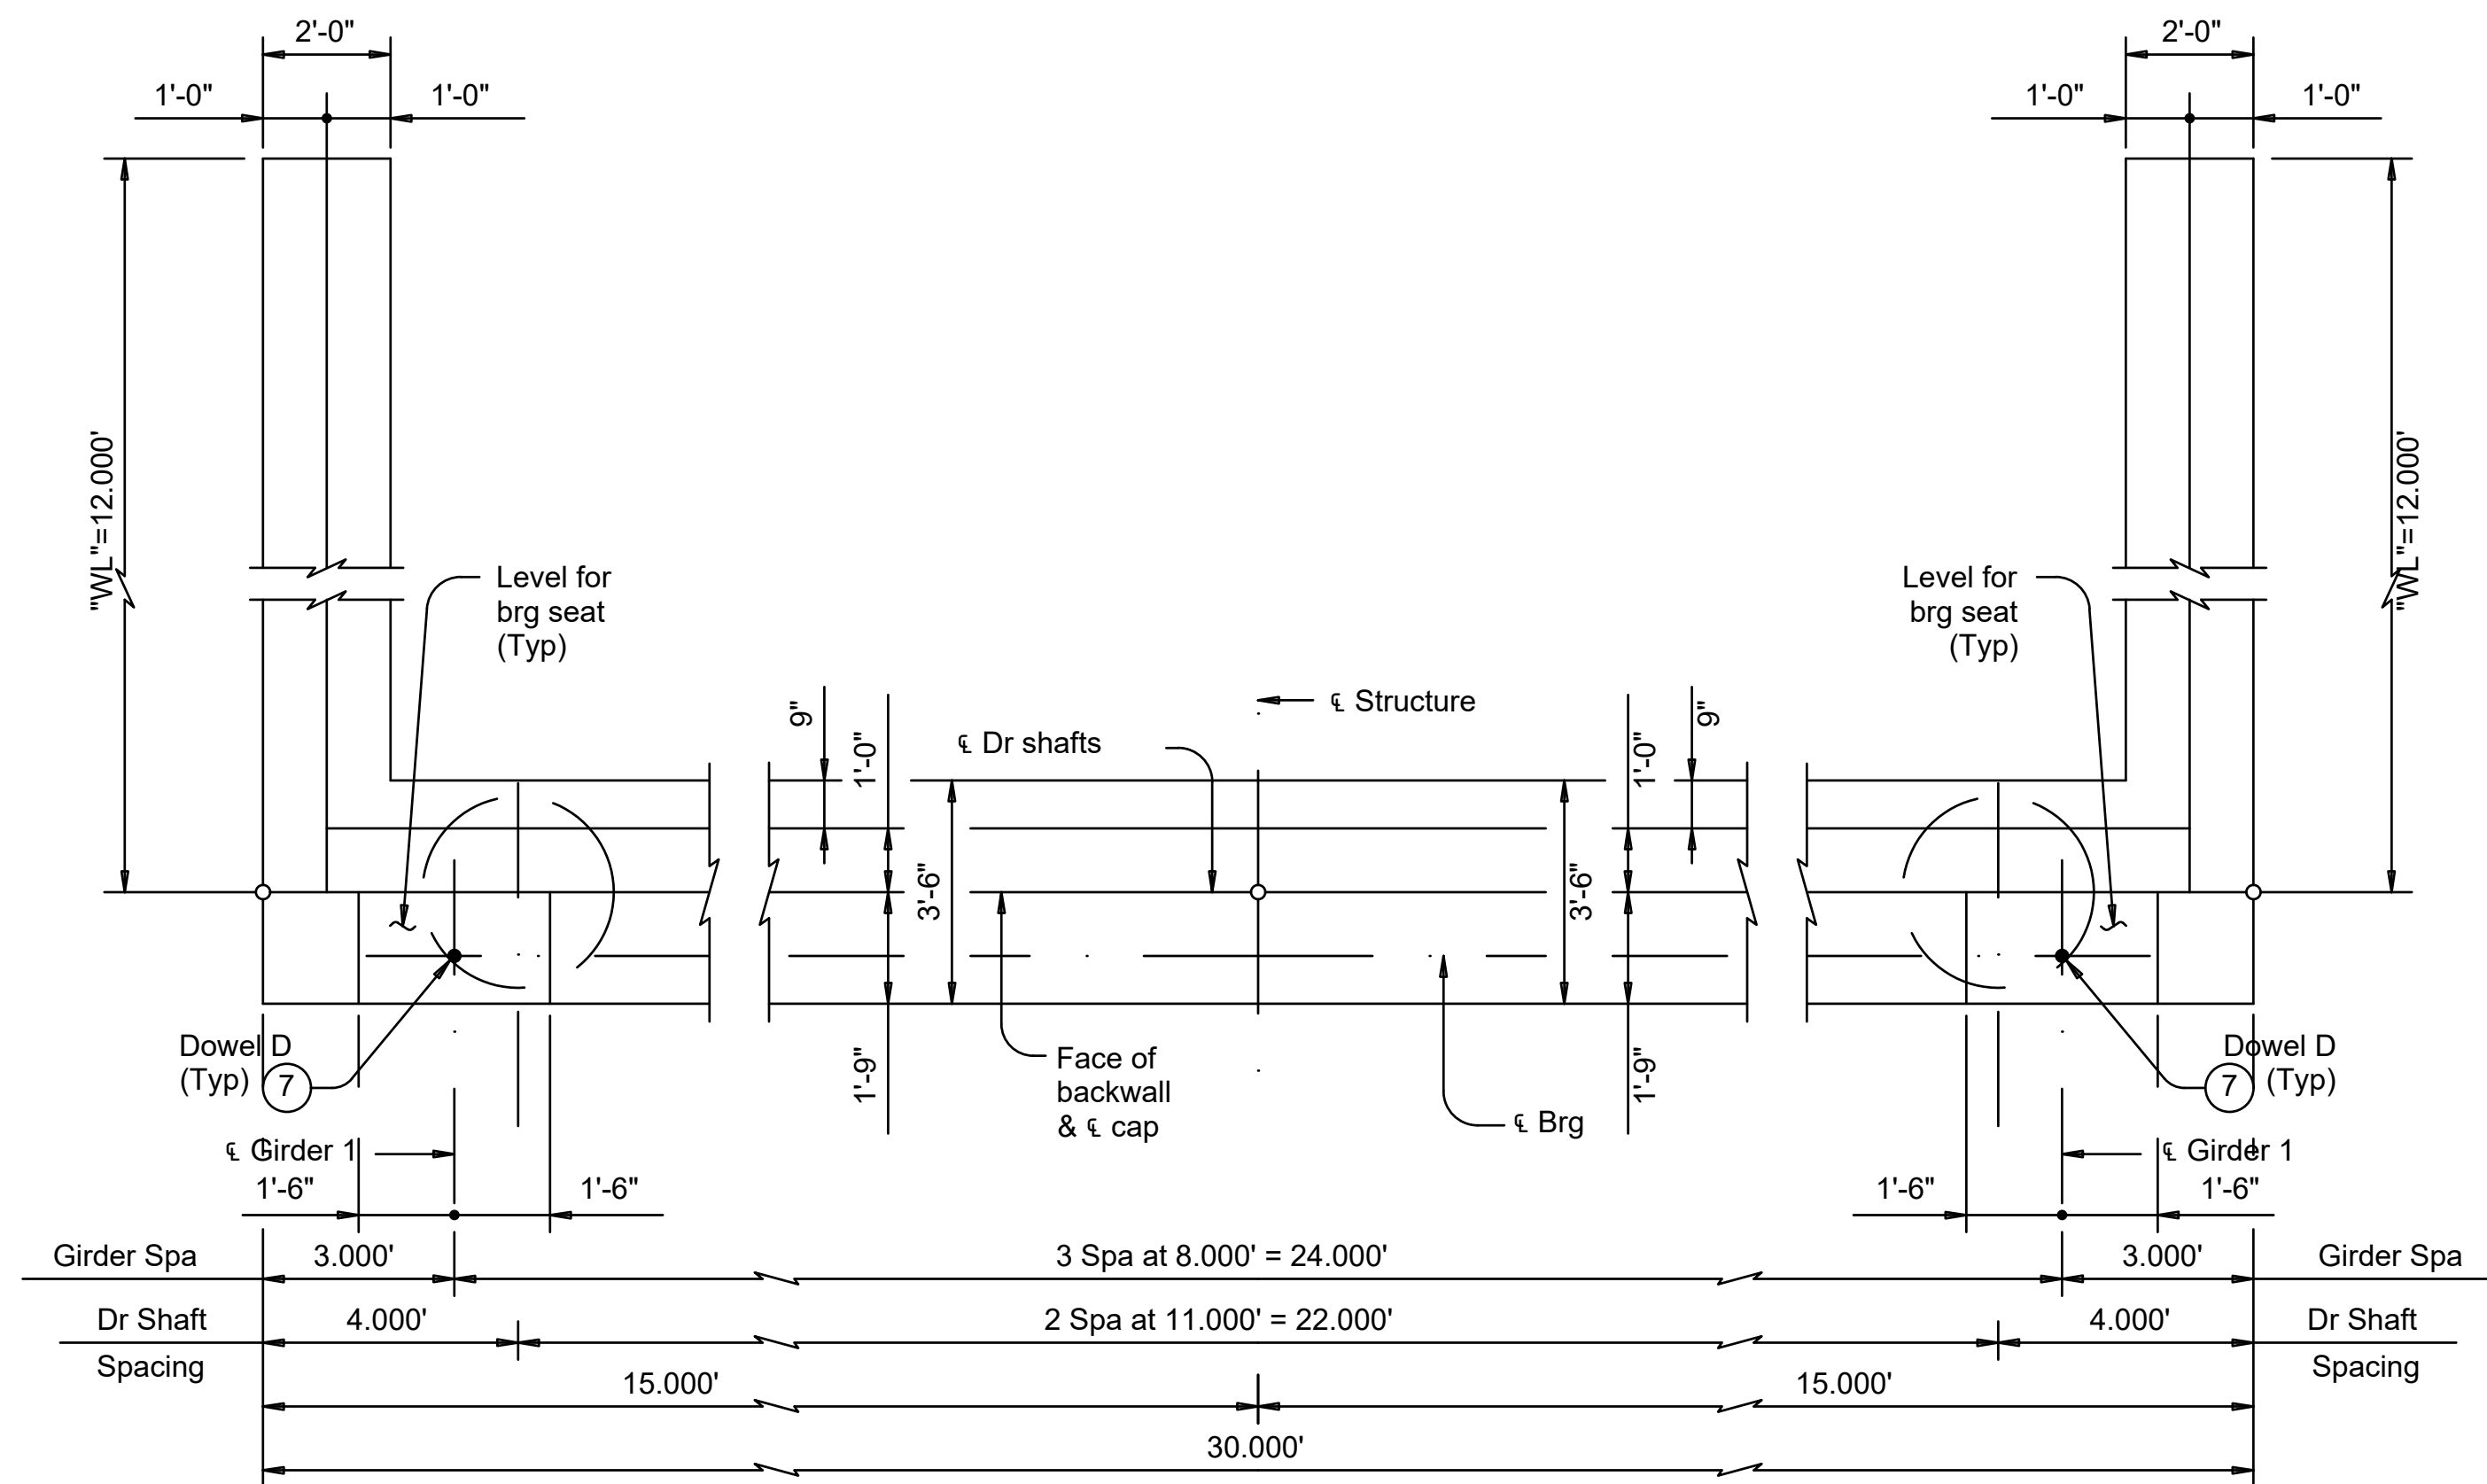 2'-0"
2'-0"
1'-0"
1'-0"
1'-0"
1'-0"
"WL"=12.000'
"WL"=12.000'
Level for
brg seat
(Typ)
Level for
brg seat
(Typ)
9"
1'-0"
℄ Structure
℄ Dr shafts
1'-0"
9"
3'-6"
3'-6"
Dowel D
(Typ)
7
1'-9"
Face of
backwall
& ℄ cap
℄ Brg
1'-9"
Dowel D
(Typ)
7
℄ Girder 1
℄ Girder 1
1'-6"
1'-6"
1'-6"
1'-6"
Girder Spa
3.000'
3 Spa at 8.000' = 24.000'
3.000'
Girder Spa
Dr Shaft
Spacing
4.000'
2 Spa at 11.000' = 22.000'
4.000'
Dr Shaft
Spacing
15.000'
15.000'
30.000'